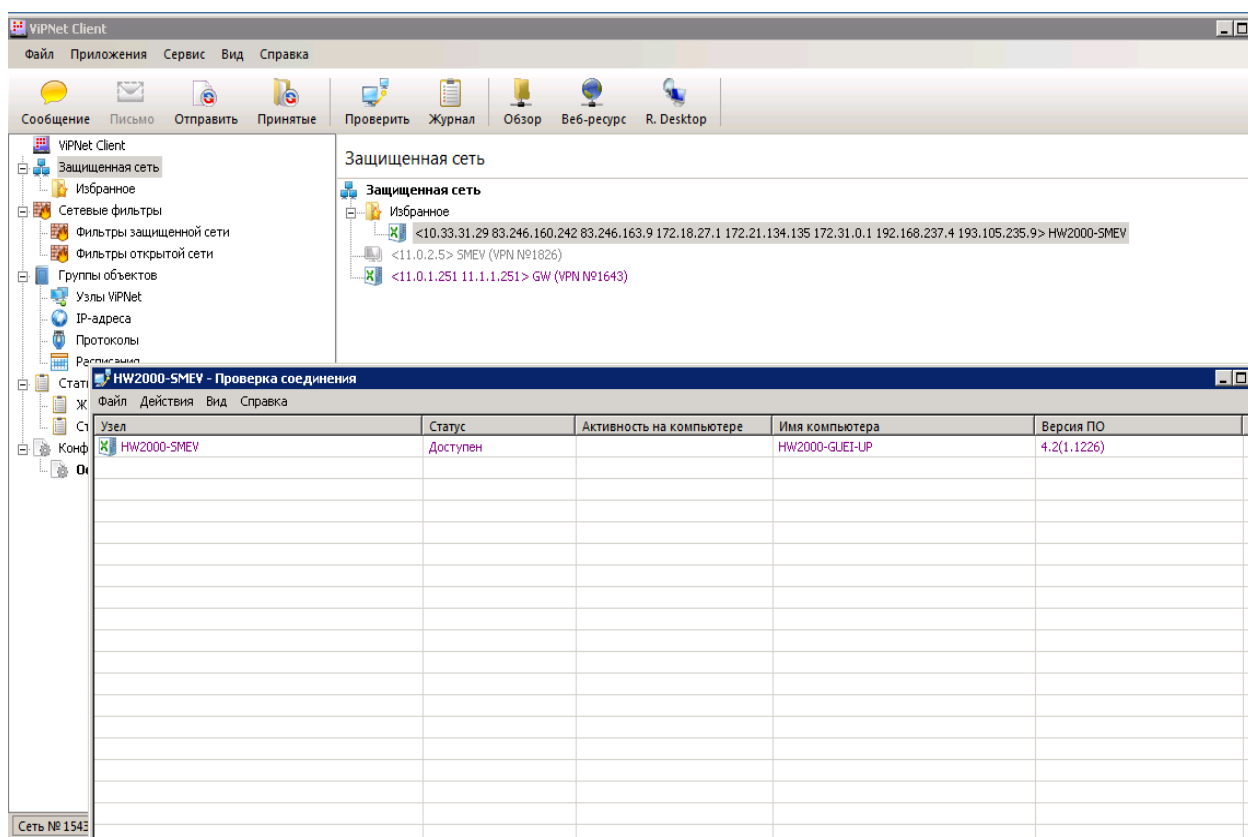 ViPNet Client
Файл Приложения Сервис Вид Справка
Сообщение Письмо Отправить Принятые Проверить Журнал Обзор Веб-ресурс R. Desktop
ViPNet Client
Защищенная сеть
Избранное
Сетевые фильтры
Фильтры защищенной сети
Фильтры открытой сети
Группы объектов
Узлы ViPNet
IP-адреса
Протоколы
Расписания
Стат
Ж
Ст
Конф
Ос
Сеть № 1543
Защищенная сеть
Защищенная сеть
Избранное
<10.33.31.29 83.246.160.242 83.246.163.9 172.18.27.1 172.21.134.135 172.31.0.1 192.168.237.4 193.105.235.9> HW2000-SMEV
<11.0.2.5> SMEV (VPN №1826)
<11.0.1.251 11.1.1.251> GW (VPN №1643)
HW2000-SMEV - Проверка соединения
Файл Действия Вид Справка
Узел Статус Активность на компьютере Имя компьютера Версия ПО
HW2000-SMEV Доступен HW2000-GUEI-UP 4.2(1.1226)